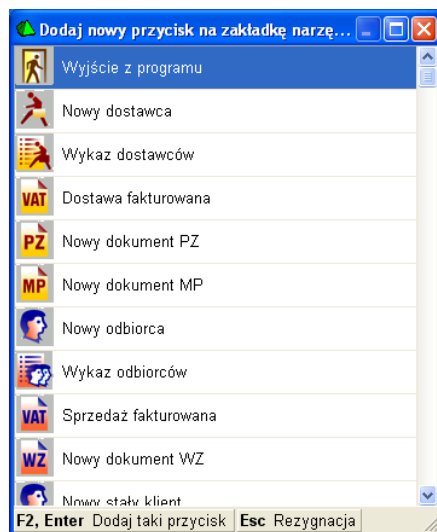 Dodaj nowy przycisk na zakładkę narzę...
Wyjście z programu
Nowy dostawca
Wykaz dostawców
VAT Dostawa fakturowana
PZ Nowy dokument PZ
MP Nowy dokument MP
Nowy odbiorca
Wykaz odbiorców
VAT Sprzedaż fakturowana
WZ Nowy dokument WZ
Nowy stały klient
F2, Enter Dodaj taki przycisk Esc Rezygnacja